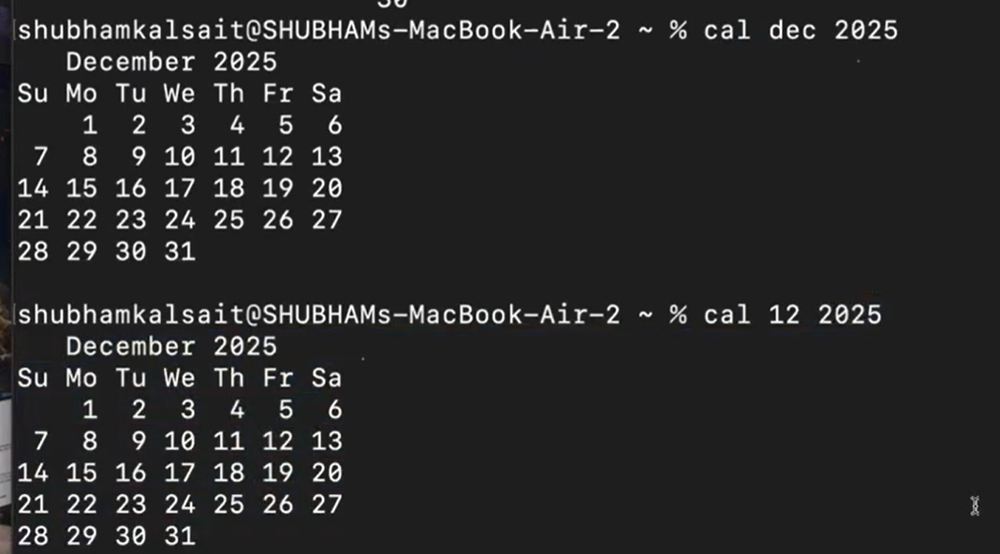 30
shubhamkalsait@SHUBHAMs-MacBook-Air-2 ~ % cal dec 2025
December 2025
Su Mo Tu We Th Fr Sa
1 2 3 4 5 6
7 8 9 10 11 12 13
14 15 16 17 18 19 20
21 22 23 24 25 26 27
28 29 30 31
shubhamkalsait@SHUBHAMs-MacBook-Air-2 ~ % cal 12 2025
December 2025
Su Mo Tu We Th Fr Sa
1 2 3 4 5 6
7 8 9 10 11 12 13
14 15 16 17 18 19 20
21 22 23 24 25 26 27
28 29 30 31